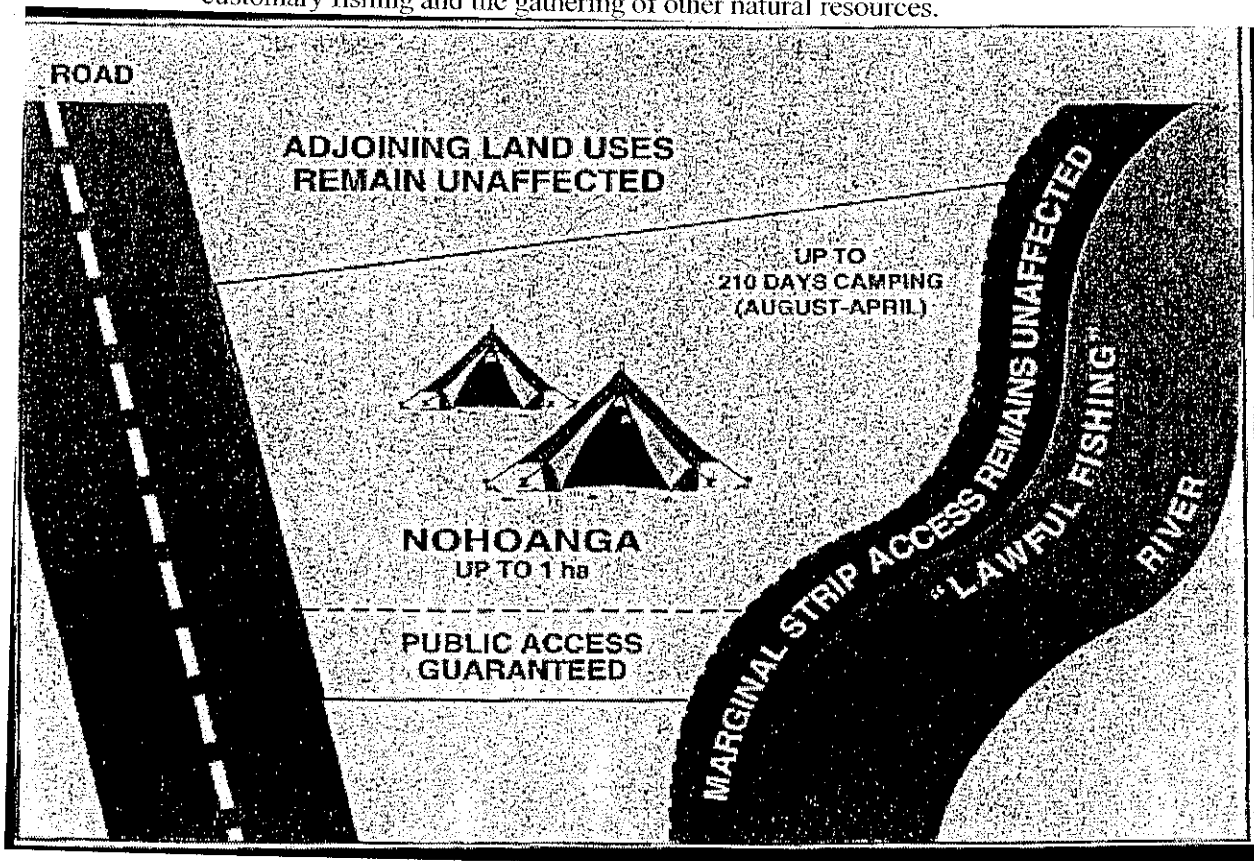 customary fishing and the gathering of other natural resources.
ROAD
ADJOINING LAND USES
REMAIN UNAFFECTED
UP TO
210 DAYS CAMPING
(AUGUST-APRIL)
NOHOANGA
UP TO 1 ha
PUBLIC ACCESS
GUARANTEED
MARGINAL STRIP ACCESS REMAINS UNAFFECTED
"LAWFUL FISHING"
RIVER